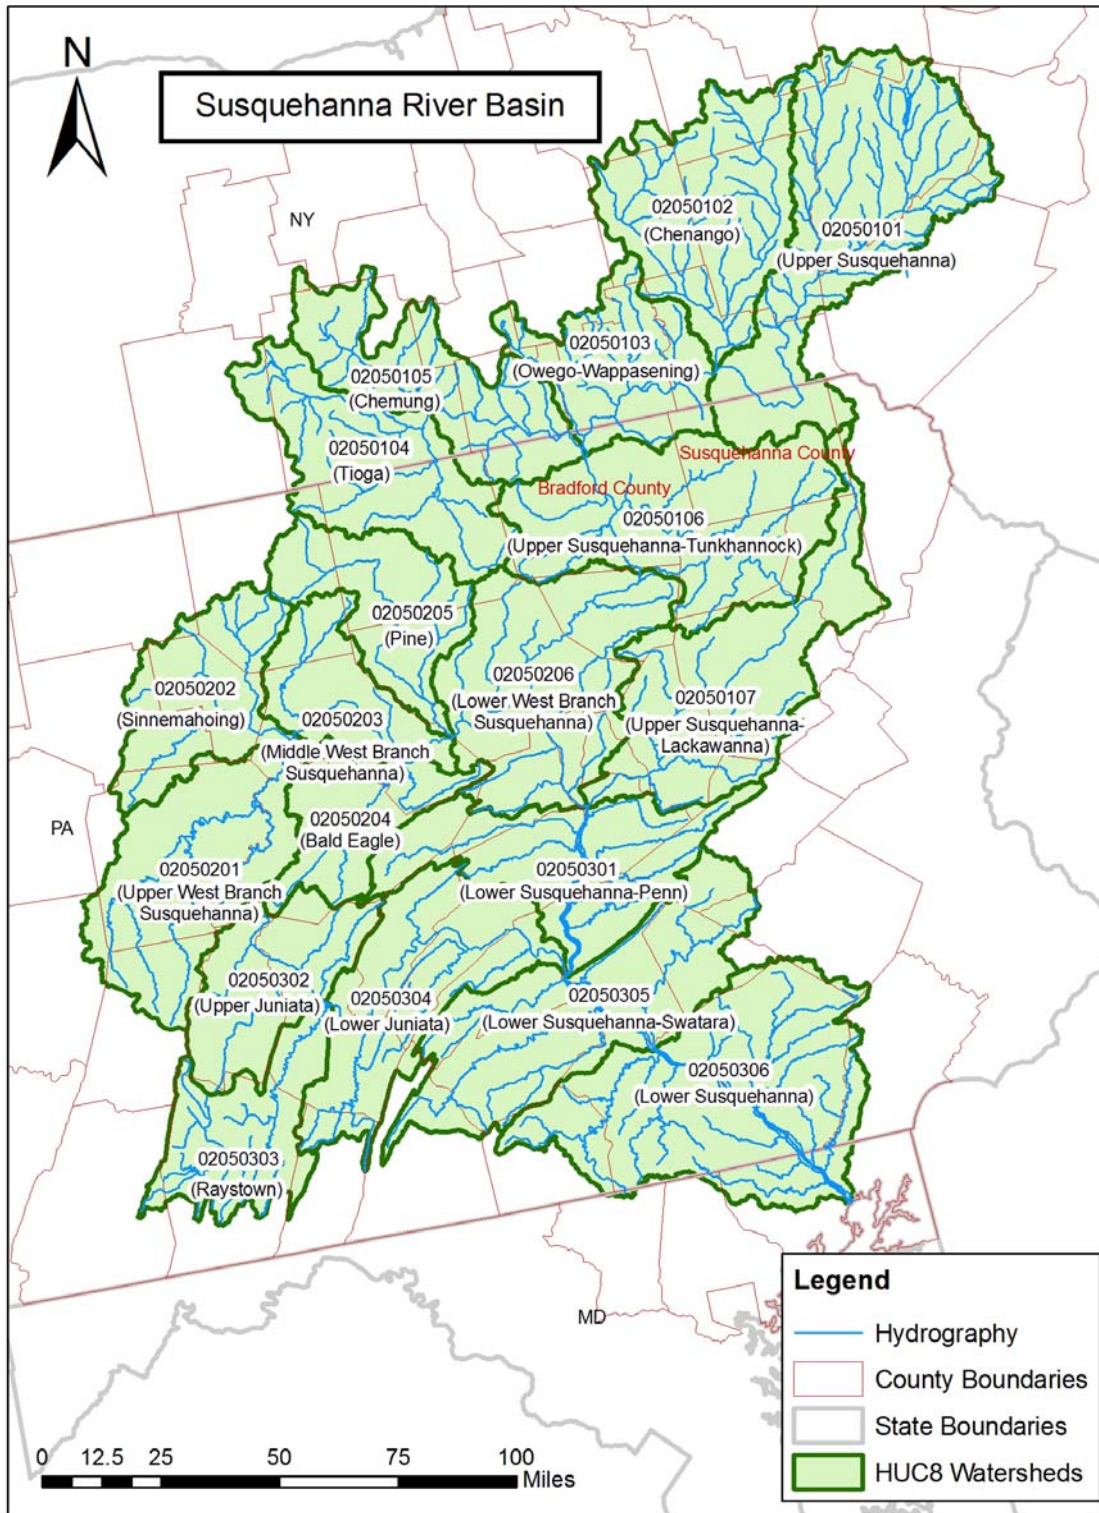 N
Susquehanna River Basin
NY
02050102
(Chenango)
02050101
(Upper Susquehanna)
02050103
(Owego-Wappasening)
02050105
(Chemung)
02050104
(Tioga)
Susquehanna County
Bradford County
02050106
(Upper Susquehanna-Tunkhannock)
02050205
(Pine)
02050202
(Sinnemahoing)
02050203
(Middle West Branch
Susquehanna)
02050206
(Lower West Branch
Susquehanna)
02050107
(Upper Susquehanna-
Lackawanna)
PA
02050204
(Bald Eagle)
02050201
(Upper West Branch
Susquehanna)
02050301
(Lower Susquehanna-Penn)
02050302
(Upper Juniata)
02050304
(Lower Juniata)
02050305
(Lower Susquehanna-Swatara)
02050306
(Lower Susquehanna)
02050303
(Raystown)
MD
Legend
Hydrography
County Boundaries
State Boundaries
HUC8 Watersheds
0 12.5 25 50 75 100
Miles